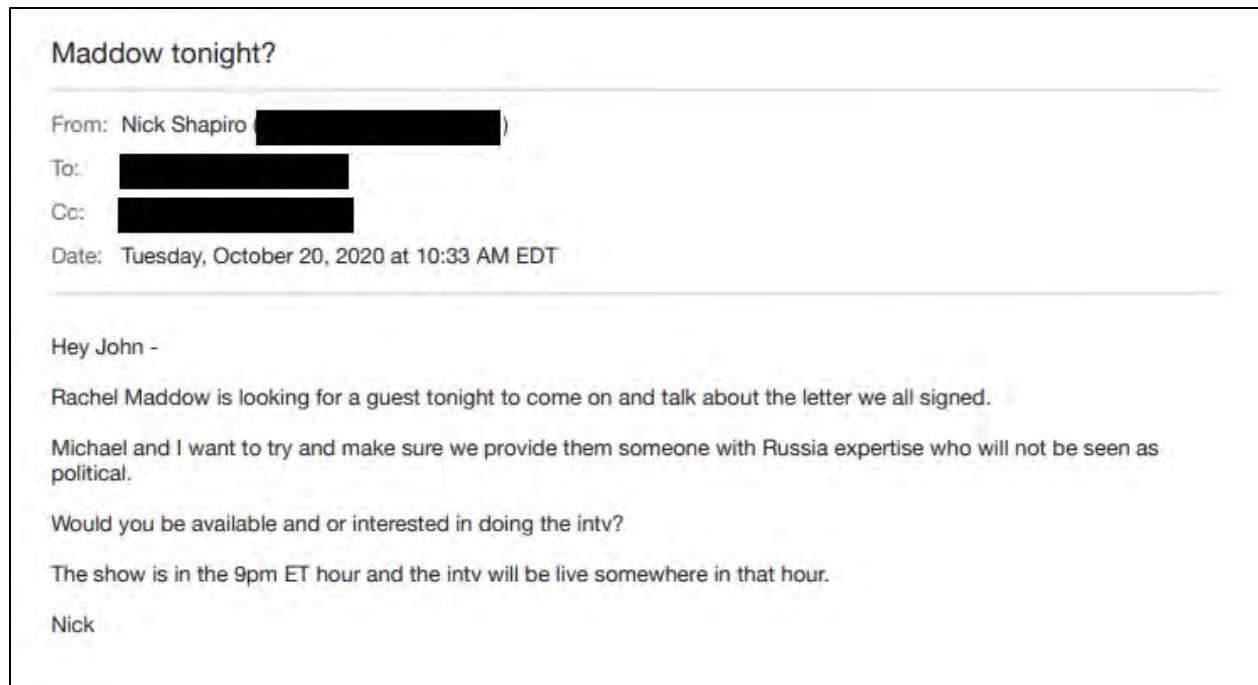 Maddow tonight?
From: Nick Shapiro ( )
To:
Cc:
Date: Tuesday, October 20, 2020 at 10:33 AM EDT
Hey John -
Rachel Maddow is looking for a guest tonight to come on and talk about the letter we all signed.
Michael and I want to try and make sure we provide them someone with Russia expertise who will not be seen as
political.
Would you be available and or interested in doing the intv?
The show is in the 9pm ET hour and the intv will be live somewhere in that hour.
Nick